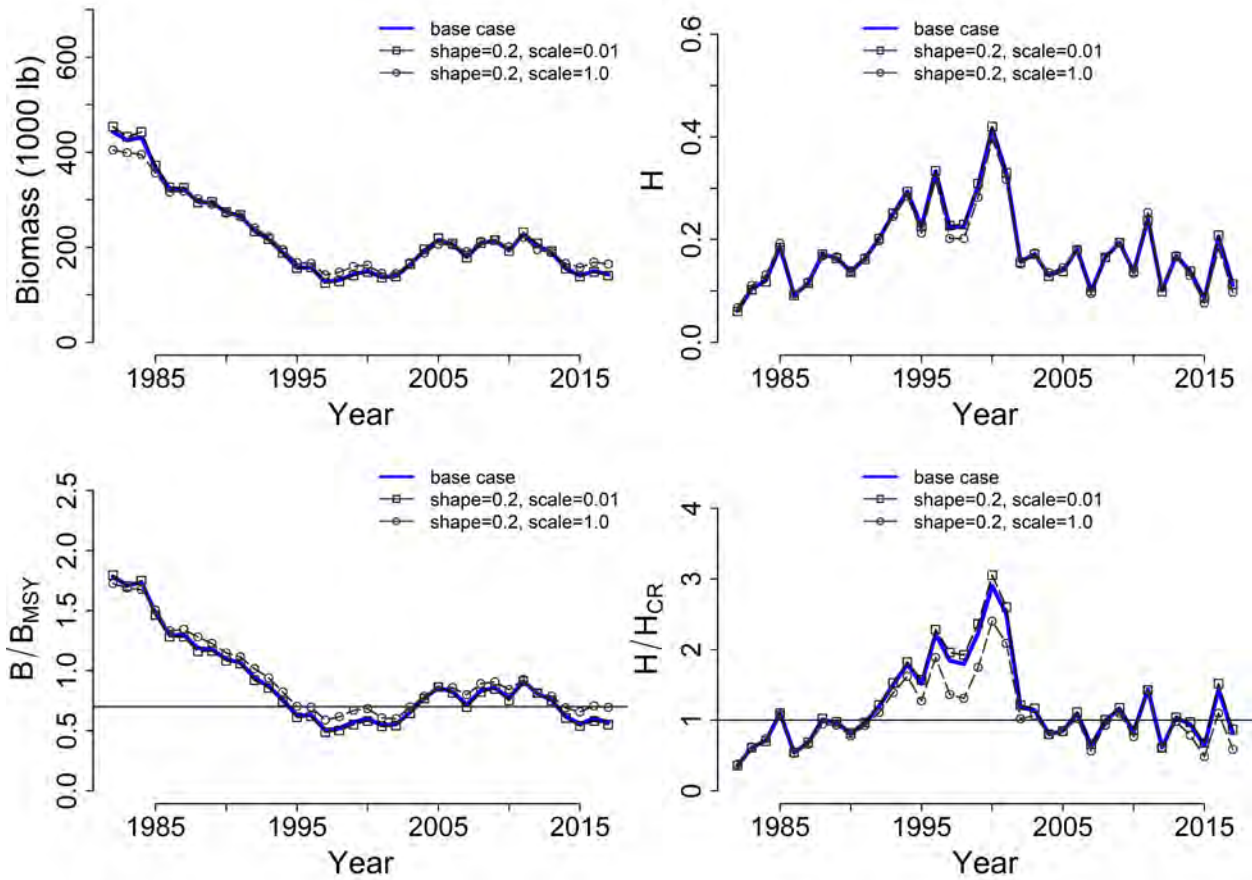 base case
shape=0.2, scale=0.01
shape=0.2, scale=1.0
Biomass (1000 lb)
0 200 400 600
1985 1995 2005 2015
Year
base case
shape=0.2, scale=0.01
shape=0.2, scale=1.0
H
0.0 0.2 0.4 0.6
1985 1995 2005 2015
Year
base case
shape=0.2, scale=0.01
shape=0.2, scale=1.0
B/BMSY
0.0 0.5 1.0 1.5 2.0 2.5
1985 1995 2005 2015
Year
base case
shape=0.2, scale=0.01
shape=0.2, scale=1.0
H/HCR
0 1 2 3 4
1985 1995 2005 2015
Year